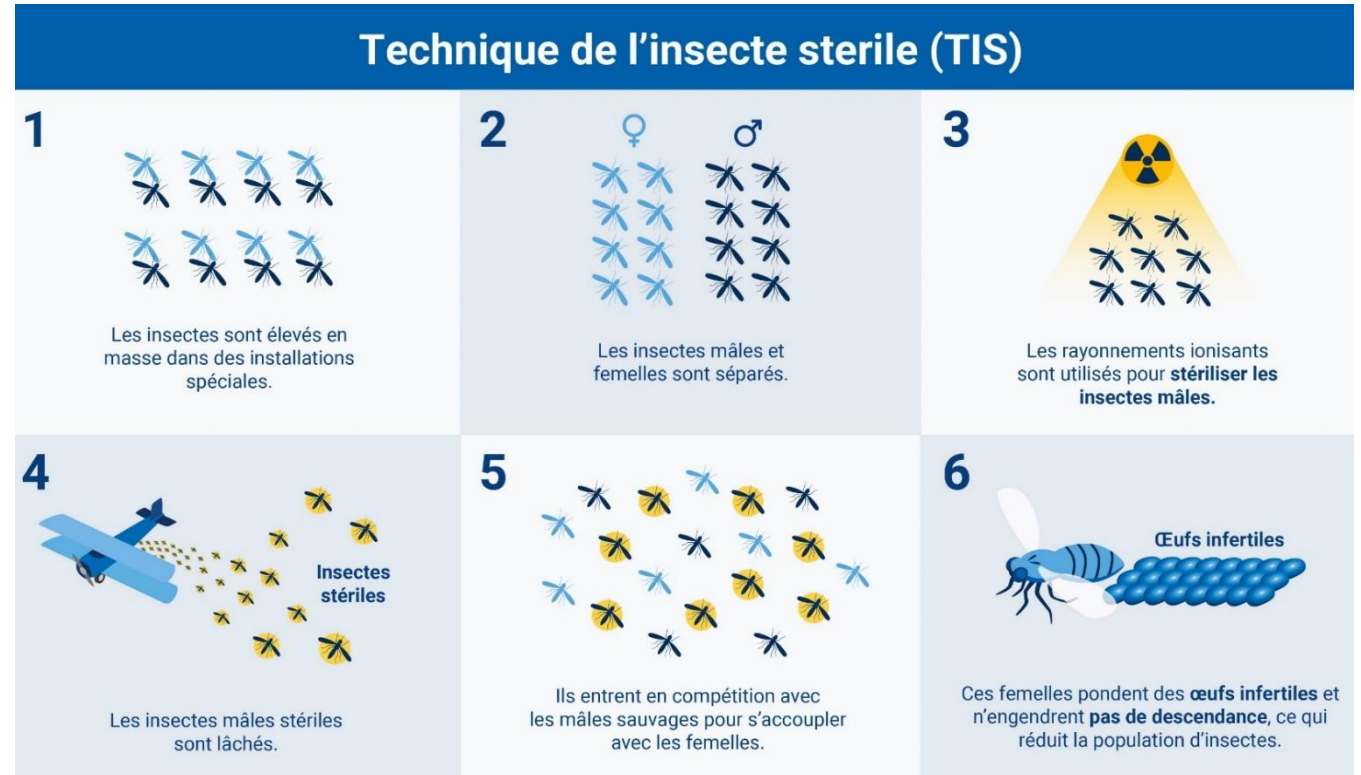 Technique de l’insecte sterile (TIS)
1
Les insectes sont élevés en
masse dans des installations
spéciales.
2
Les insectes mâles et
femelles sont séparés.
3
Les rayonnements ionisants
sont utilisés pour stériliser les
insectes mâles.
4
Insectes
stériles
Les insectes mâles stériles
sont lâchés.
5
Ils entrent en compétition avec
les mâles sauvages pour s’accoupler
avec les femelles.
6
Œufs infertiles
Ces femelles pondent des œufs infertiles et
n’engendrent pas de descendance, ce qui
réduit la population d’insectes.